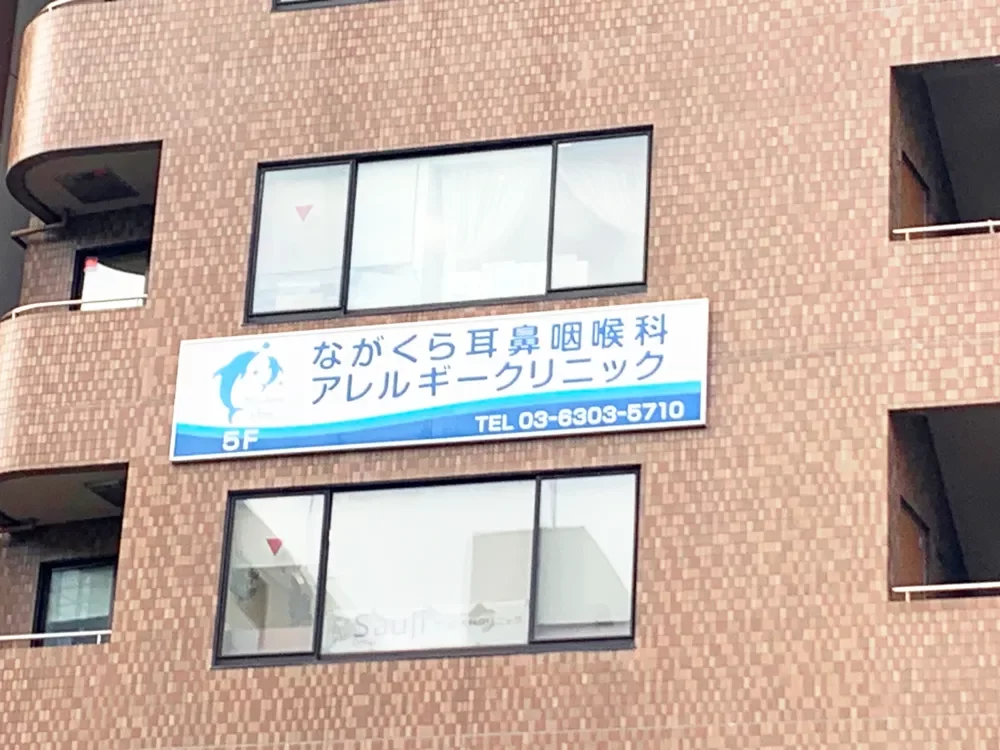 ながくら耳鼻咽喉科
アレルギークリニック
5F
TEL 03-6303-5710